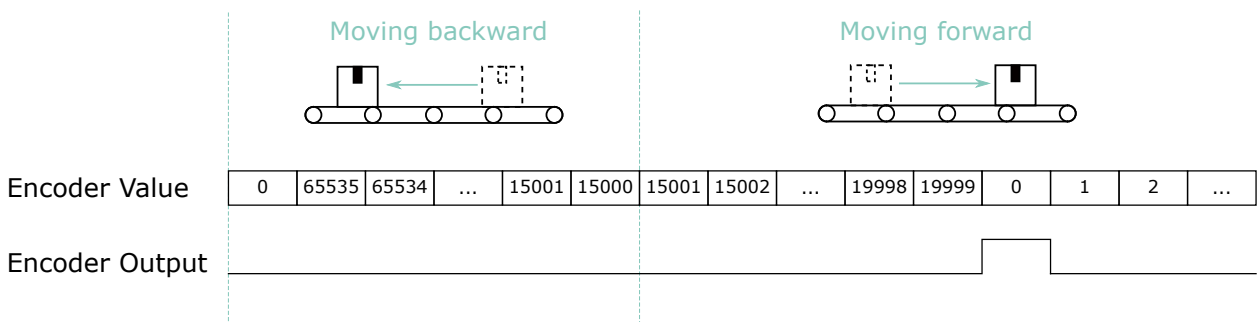 Moving backward
Moving forward
Encoder Value 0 65535 65534 ... 15001 15000 15001 15002 ... 19998 19999 0 1 2 ...
Encoder Output